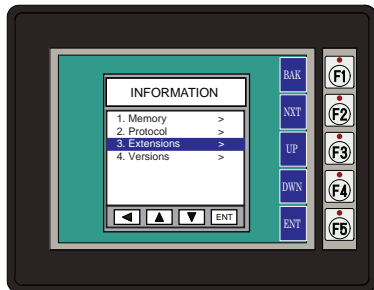 INFORMATION
1. Memory >
2. Protocol >
3. Extensions >
4. Versions >
ENT
BAK
NXT
UP
DWN
ENT
F1
F2
F3
F4
F5